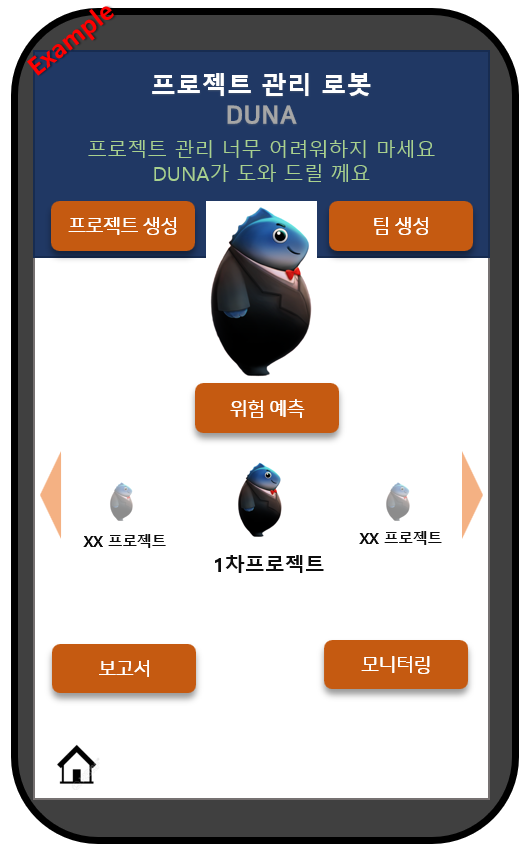 Example
프로젝트 관리 로봇
DUNA
프로젝트 관리 너무 어려워하지 마세요
DUNA가 도와 드릴 께요
프로젝트 생성
팀 생성
위험 예측
XX 프로젝트
1차프로젝트
XX 프로젝트
보고서
모니터링